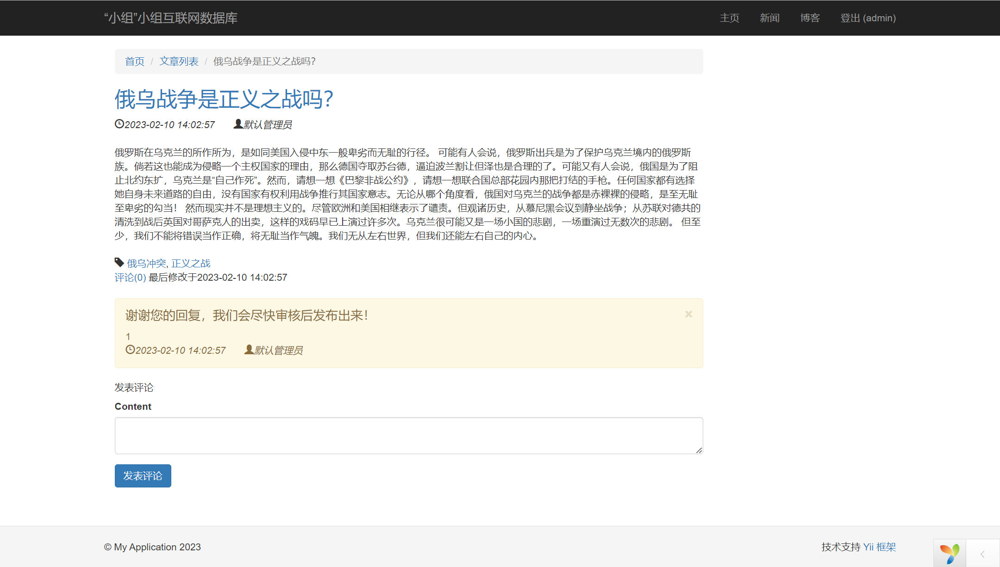 “小组”小组互联网数据库
主页 新闻 博客 登出 (admin)
首页 / 文章列表 / 俄乌战争是正义之战吗？
俄乌战争是正义之战吗？
2023-02-10 14:02:57 默认管理员
俄罗斯在乌克兰的所作所为，是如同美国入侵中东一般卑劣而无耻的行径。 可能有人会说，俄罗斯出兵是为了保护乌克兰境内的俄罗斯
族。倘若这也能成为侵略一个主权国家的理由，那么德国夺取苏台德，逼迫波兰割让但泽也是合理的了。可能又有人会说，俄国是为了阻
止北约东扩，乌克兰是“自己作死”。然而，请想一想《巴黎非战公约》，请想一想联合国总部花园内那把打结的手枪。任何国家都有选择
她自身未来道路的自由，没有国家有权利用战争推行其国家意志。无论从哪个角度看，俄国对乌克兰的战争都是赤裸裸的侵略，是至无耻
至卑劣的勾当！ 然而现实并不是理想主义的。尽管欧洲和美国相继表示了谴责。但观诸历史，从慕尼黑会议到静坐战争；从苏联对德共的
清洗到战后英国对哥萨克人的出卖，这样的戏码早已上演过许多次。乌克兰很可能又是一场小国的悲剧，一场重演过无数次的悲剧。 但至
少，我们不能将错误当作正确，将无耻当作气魄。我们无从左右世界，但我们还能左右自己的内心。
俄乌冲突, 正义之战
评论(0) 最后修改于2023-02-10 14:02:57
谢谢您的回复，我们会尽快审核后发布出来！ ×
1
2023-02-10 14:02:57 默认管理员
发表评论
Content
发表评论
© My Application 2023
技术支持 Yii 框架